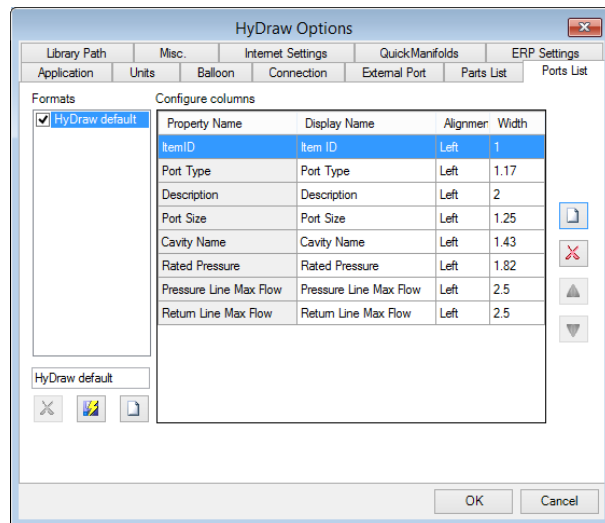 HyDraw Options
Library Path Misc. Internet Settings QuickManifolds ERP Settings
Application Units Balloon Connection External Port Parts List Ports List
Formats Configure columns
HyDraw default
Property Name Display Name Alignmer Width
ItemID Item ID Left 1
Port Type Port Type Left 1.17
Description Description Left 2
Port Size Port Size Left 1.25
Cavity Name Cavity Name Left 1.43
Rated Pressure Rated Pressure Left 1.82
Pressure Line Max Flow Pressure Line Max Flow Left 2.5
Return Line Max Flow Return Line Max Flow Left 2.5
HyDraw default
OK Cancel